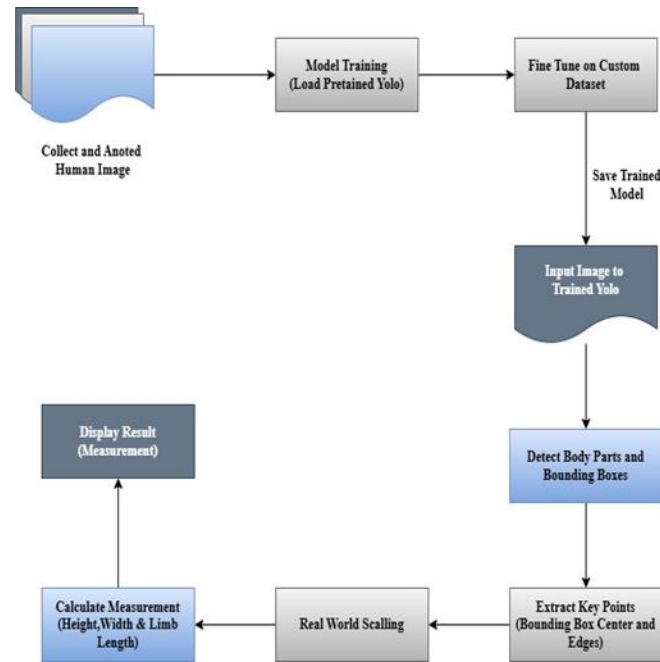 Collect and Anoted
Human Image
Model Training
(Load Pretained Yolo)
Fine Tune on Custom
Dataset
Save Trained
Model
Input Image to
Trained Yolo
Detect Body Parts and
Bounding Boxes
Extract Key Points
(Bounding Box Center and
Edges)
Real World Scalling
Calculate Measurement
(Height,Width & Limb
Length)
Display Result
(Measurement)